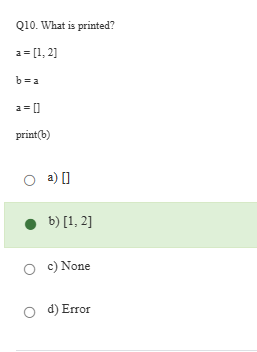 Q10. What is printed?
a = [1, 2]
b = a
a = []
print(b)
a) []
b) [1, 2]
c) None
d) Error